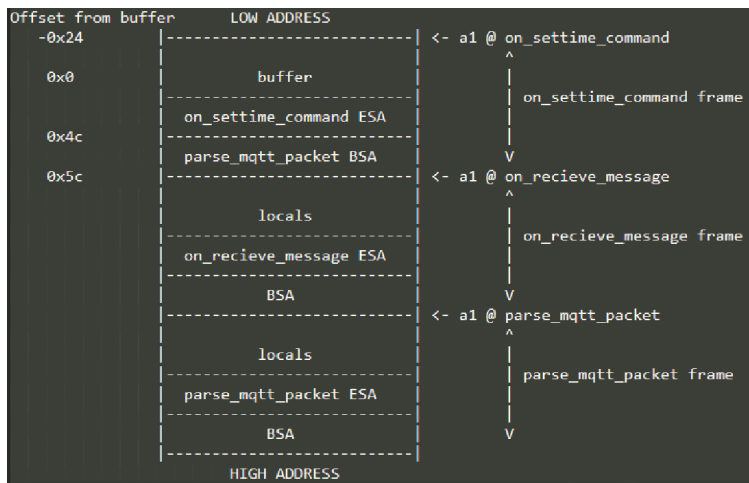 Offset from buffer LOW ADDRESS
-0x24 |--------------------------| <- a1 @ on_settime_command
| | ^
0x0 | buffer | |
|--------------------------| | on_settime_command frame
| on_settime_command ESA | |
0x4c |--------------------------| |
| parse_mqtt_packet BSA | V
0x5c |--------------------------| <- a1 @ on_recieve_message
| | ^
| locals | |
|--------------------------| | on_recieve_message frame
| on_recieve_message ESA | |
|--------------------------| |
| BSA | V
|--------------------------| <- a1 @ parse_mqtt_packet
| | ^
| locals | |
|--------------------------| | parse_mqtt_packet frame
| parse_mqtt_packet ESA | |
|--------------------------| |
| BSA | V
|--------------------------|
HIGH ADDRESS